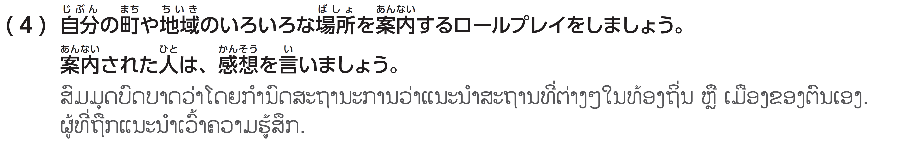 (4) 自分の町や地域のいろいろな場所を案内するロールプレイをしましょう。
案内された人は、感想を言いましょう。
ສົມມຸດບົດບາດວ່າໂດຍກຳນົດສະຖານະການວ່າແນະນຳສະຖານທີ່ຕ່າງໆໃນທ້ອງຖິ່ນ ຫຼື ເມືອງຂອງຕົນເອງ.
ຜູ້ທີ່ຖືກແນະນຳເວົ້າຄວາມຮູ້ສຶກ.